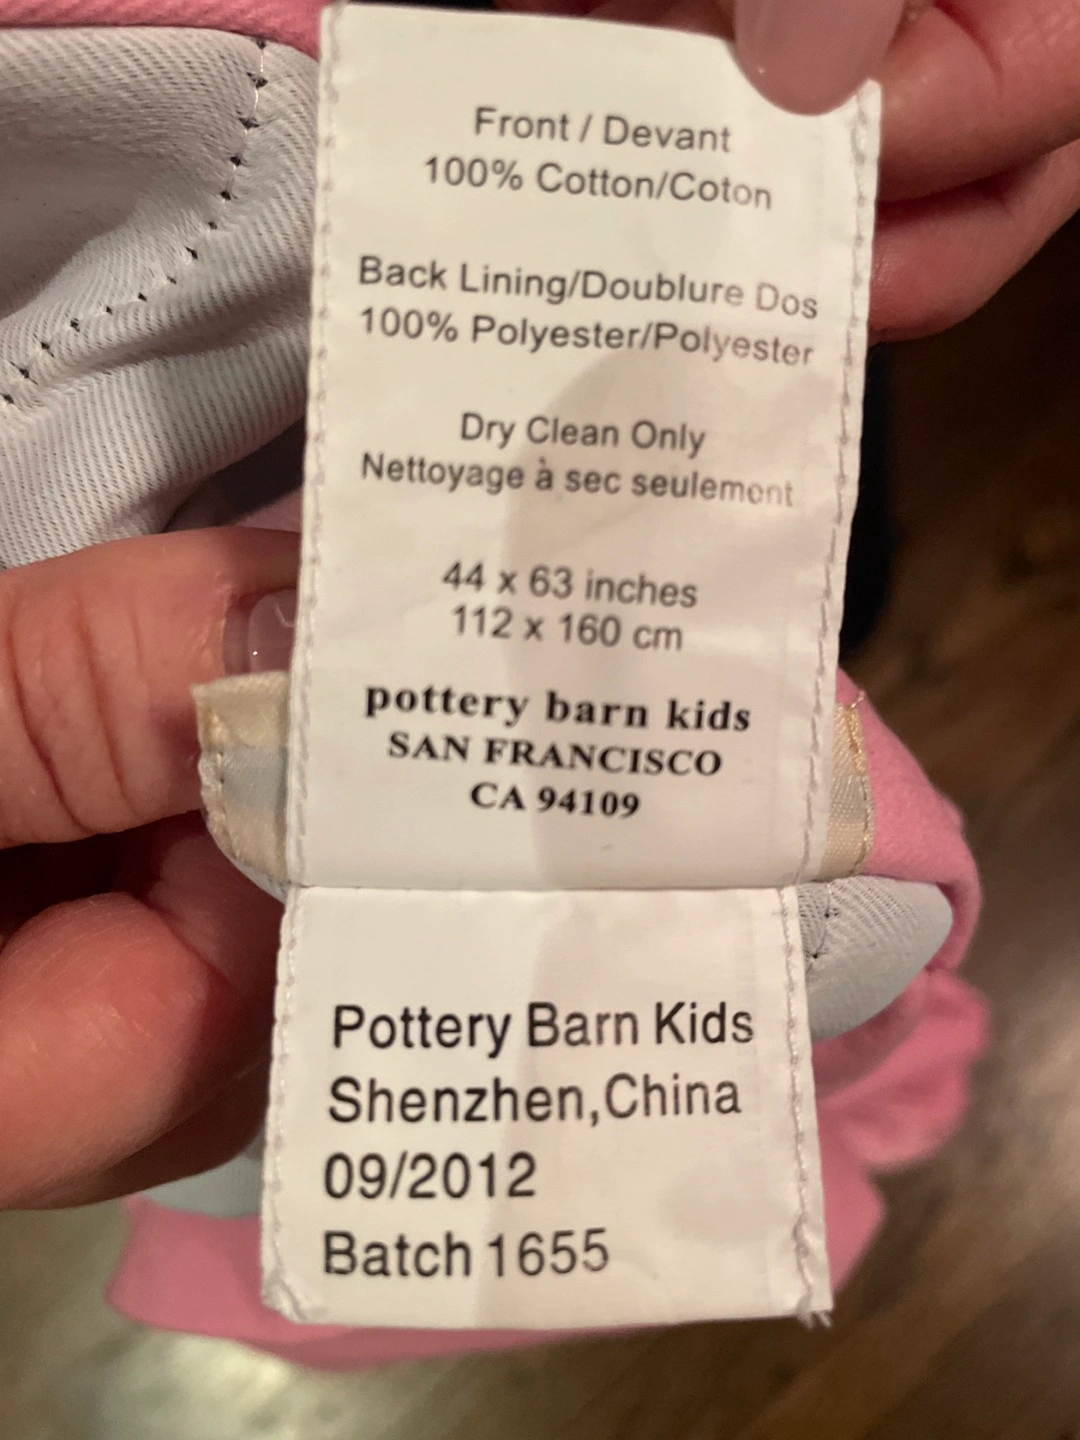 Front / Devant
100% Cotton/Coton
Back Lining/Doublure Dos
100% Polyester/Polyester
Dry Clean Only
Nettoyage à sec seulement
44 x 63 inches
112 x 160 cm
pottery barn kids
SAN FRANCISCO
CA 94109
Pottery Barn Kids
Shenzhen,China
09/2012
Batch 1655